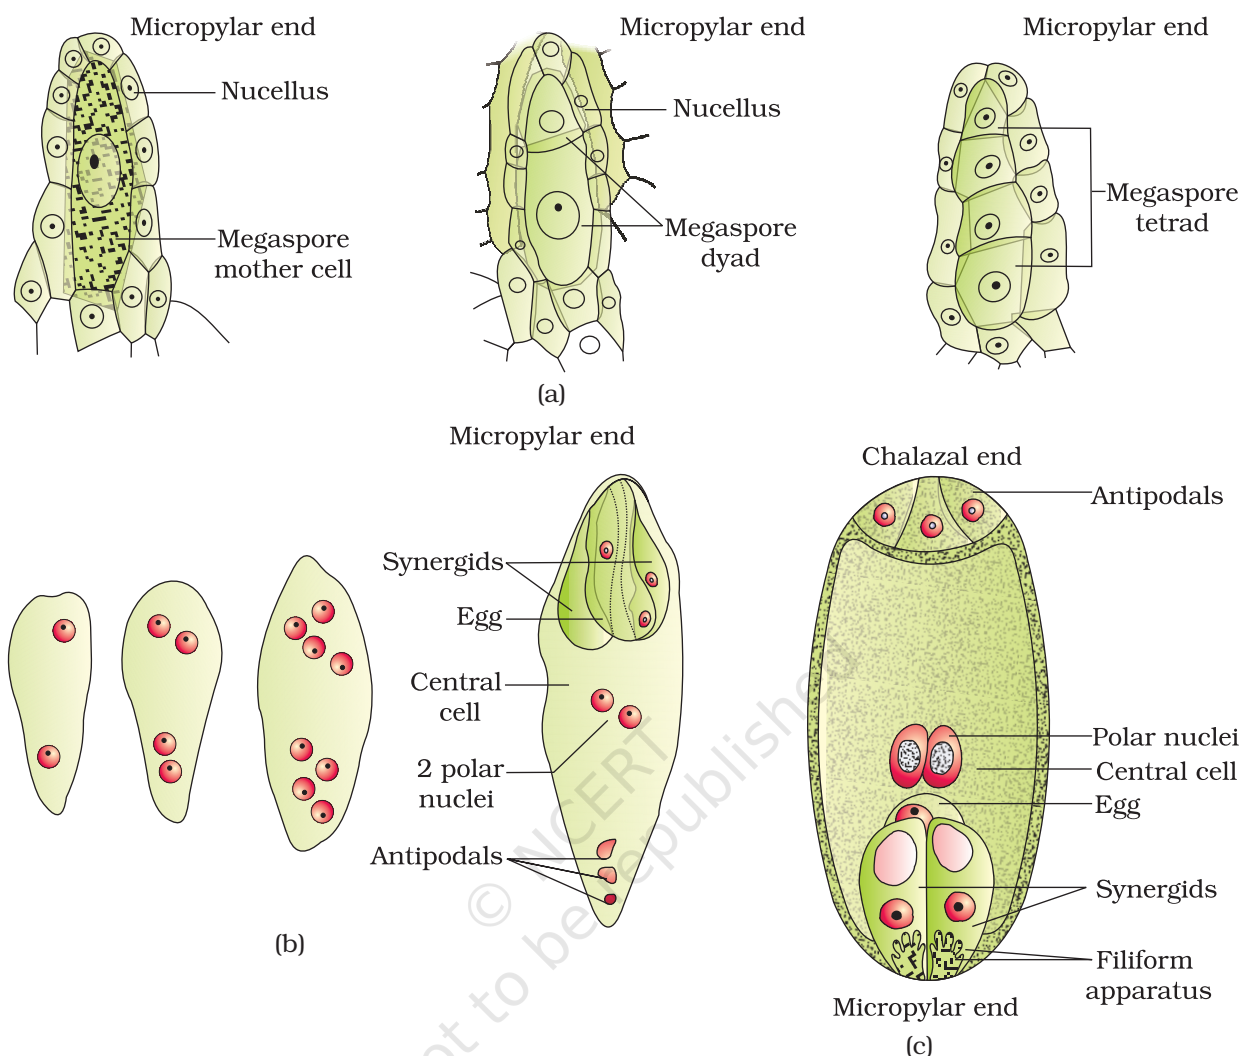 Micropylar end
Micropylar end
Micropylar end
Nucellus
Nucellus
Megaspore
mother cell
Megaspore
dyad
Megaspore
tetrad
(a)
Micropylar end
Synergids
Egg
Central
cell
2 polar
nuclei
Antipodals
(b)
Chalazal end
Antipodals
Polar nuclei
Central cell
Egg
Synergids
Filiform
apparatus
Micropylar end
(c)
© NCERT
not to be republished